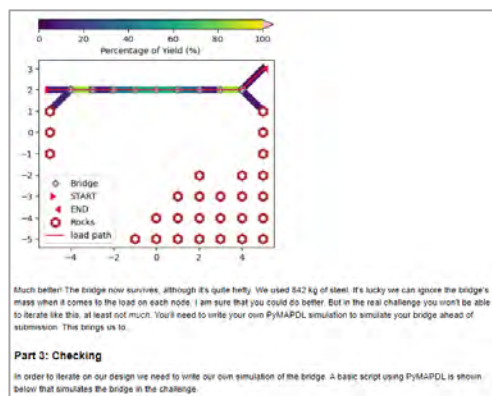 0 20 40 60 80 100
Percentage of Yield (%)
3
2
1
0
−1
−2
−3
−4
−5
Bridge
START
END
Rocks
load path
−4 −2 0 2 4
Much better! The bridge now survives, although it's quite hefty. We used 842 kg of steel. It's lucky we can ignore the bridge's
mass when it comes to the load on each node. I am sure that you could do better. But in the real challenge you won't be able
to iterate like this, at least not much. You'll need to write your own PyMAPDL simulation to simulate your bridge ahead of
submission. This brings us to..
Part 3: Checking
In order to iterate on our design we need to write our own simulation of the bridge. A basic script using PyMAPDL is shown
below that simulates the bridge in the challenge.